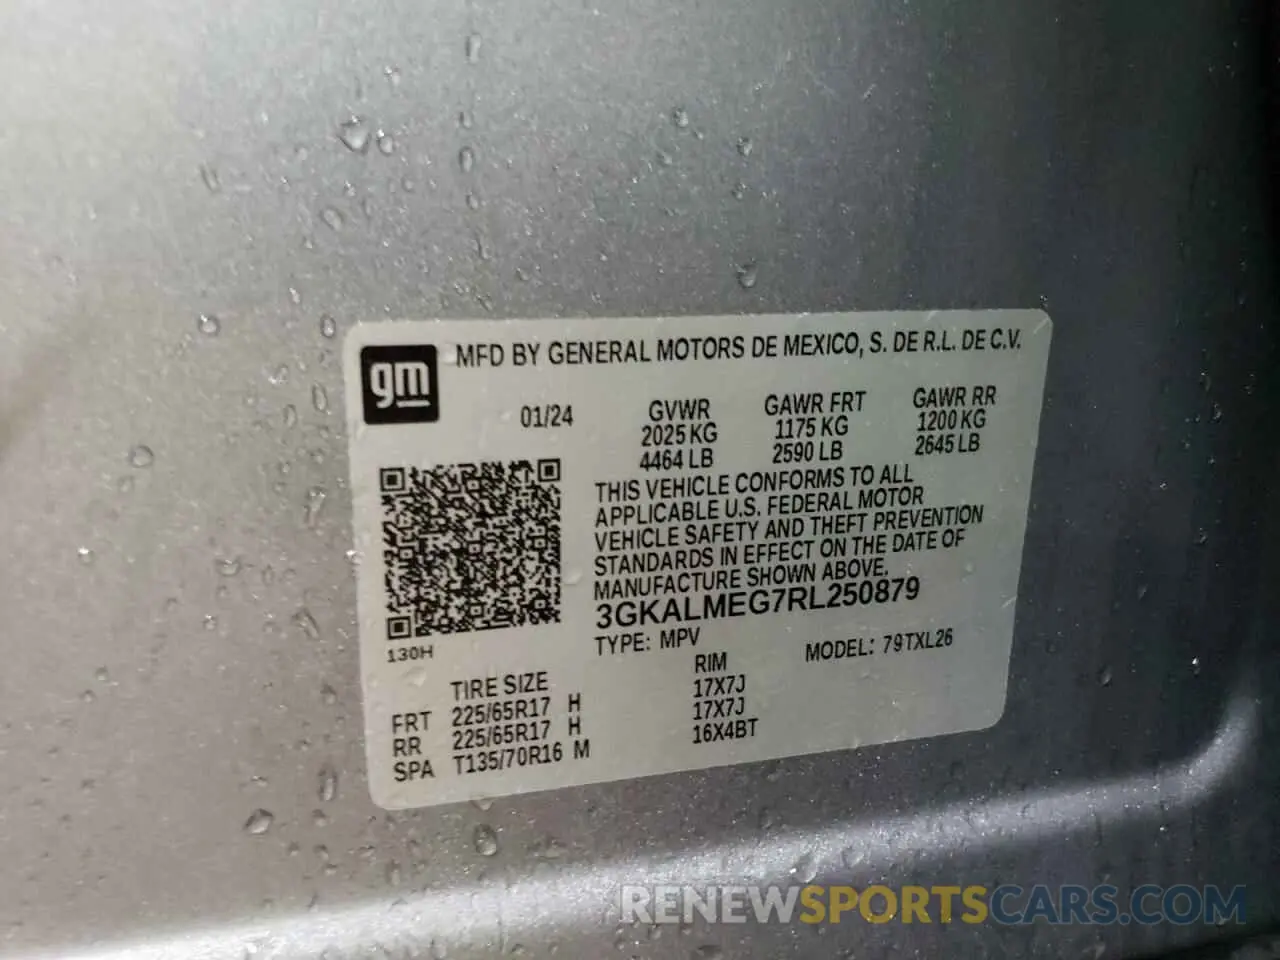 gm
MFD BY GENERAL MOTORS DE MEXICO, S. DE R.L. DE C.V.
01/24
GVWR
2025 KG
4464 LB
GAWR FRT
1175 KG
2590 LB
GAWR RR
1200 KG
2645 LB
THIS VEHICLE CONFORMS TO ALL
APPLICABLE U.S. FEDERAL MOTOR
VEHICLE SAFETY AND THEFT PREVENTION
STANDARDS IN EFFECT ON THE DATE OF
MANUFACTURE SHOWN ABOVE.
3GKALMEG7RL250879
TYPE: MPV
MODEL: 79TXL26
130H
TIRE SIZE
RIM
FRT 225/65R17 H 17X7J
RR 225/65R17 H 17X7J
SPA T135/70R16 M 16X4BT
RENEWSPORTSCARS.COM